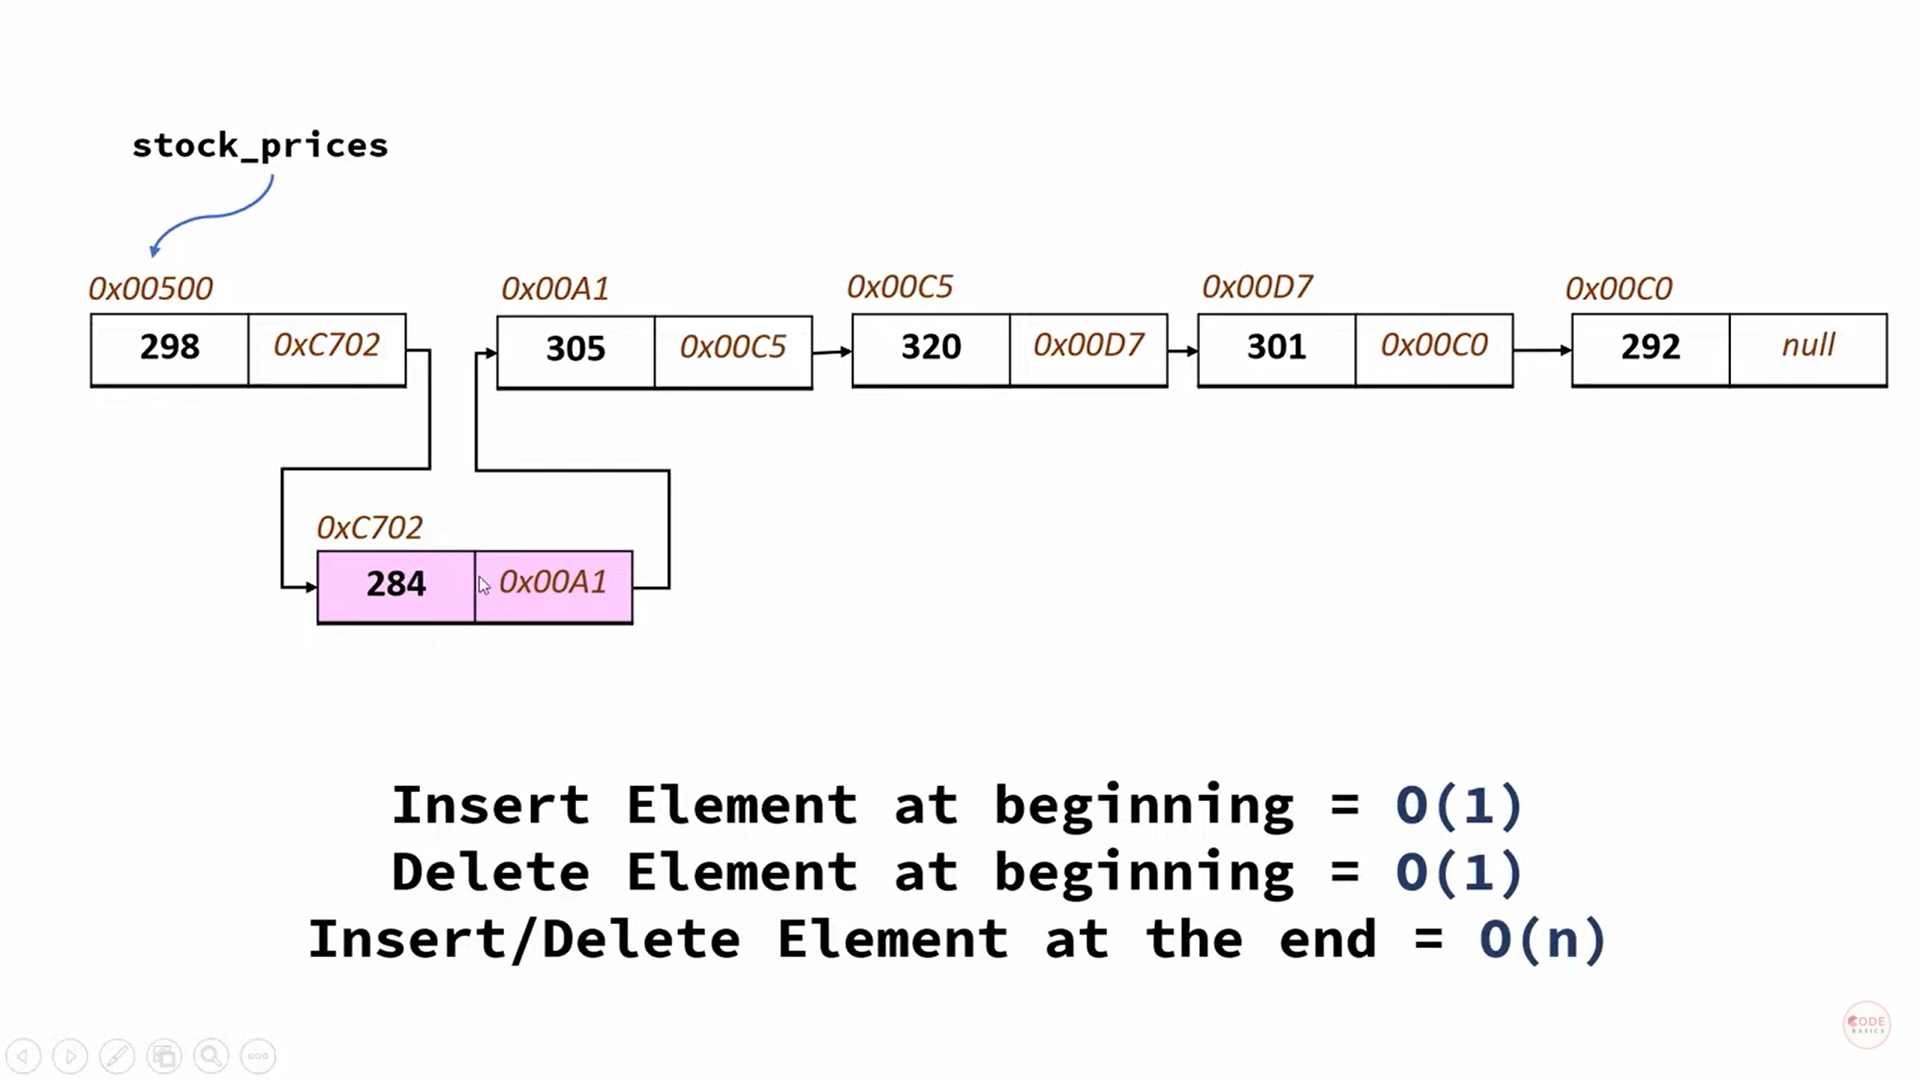 stock_prices
0x00500
0x00A1
0x00C5
0x00D7
0x00C0
298 0xC702
305 0x00C5
320 0x00D7
301 0x00C0
292 null
0xC702
284 0x00A1
Insert Element at beginning = O(1)
Delete Element at beginning = O(1)
Insert/Delete Element at the end = O(n)
CODE
BASICS